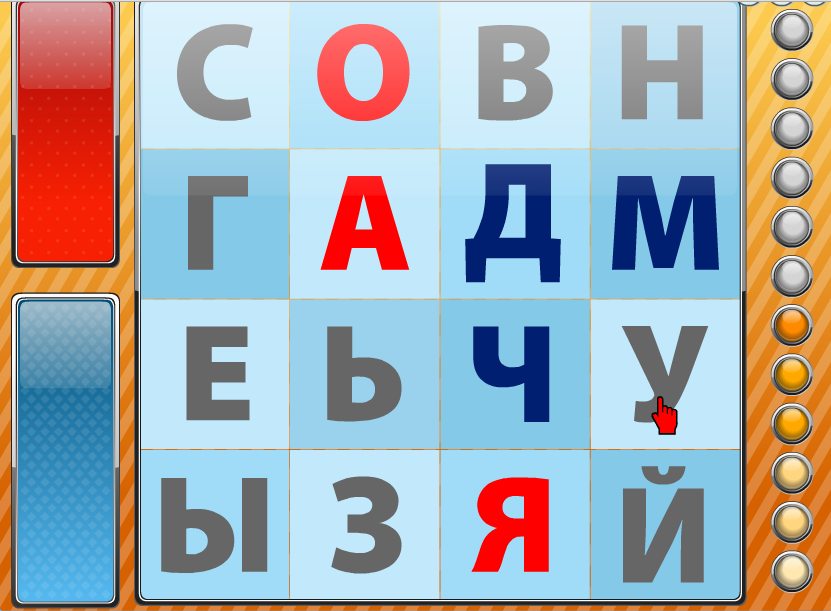 С О В Н
Г А Д М
Е Ь Ч У
Ы З Я Й